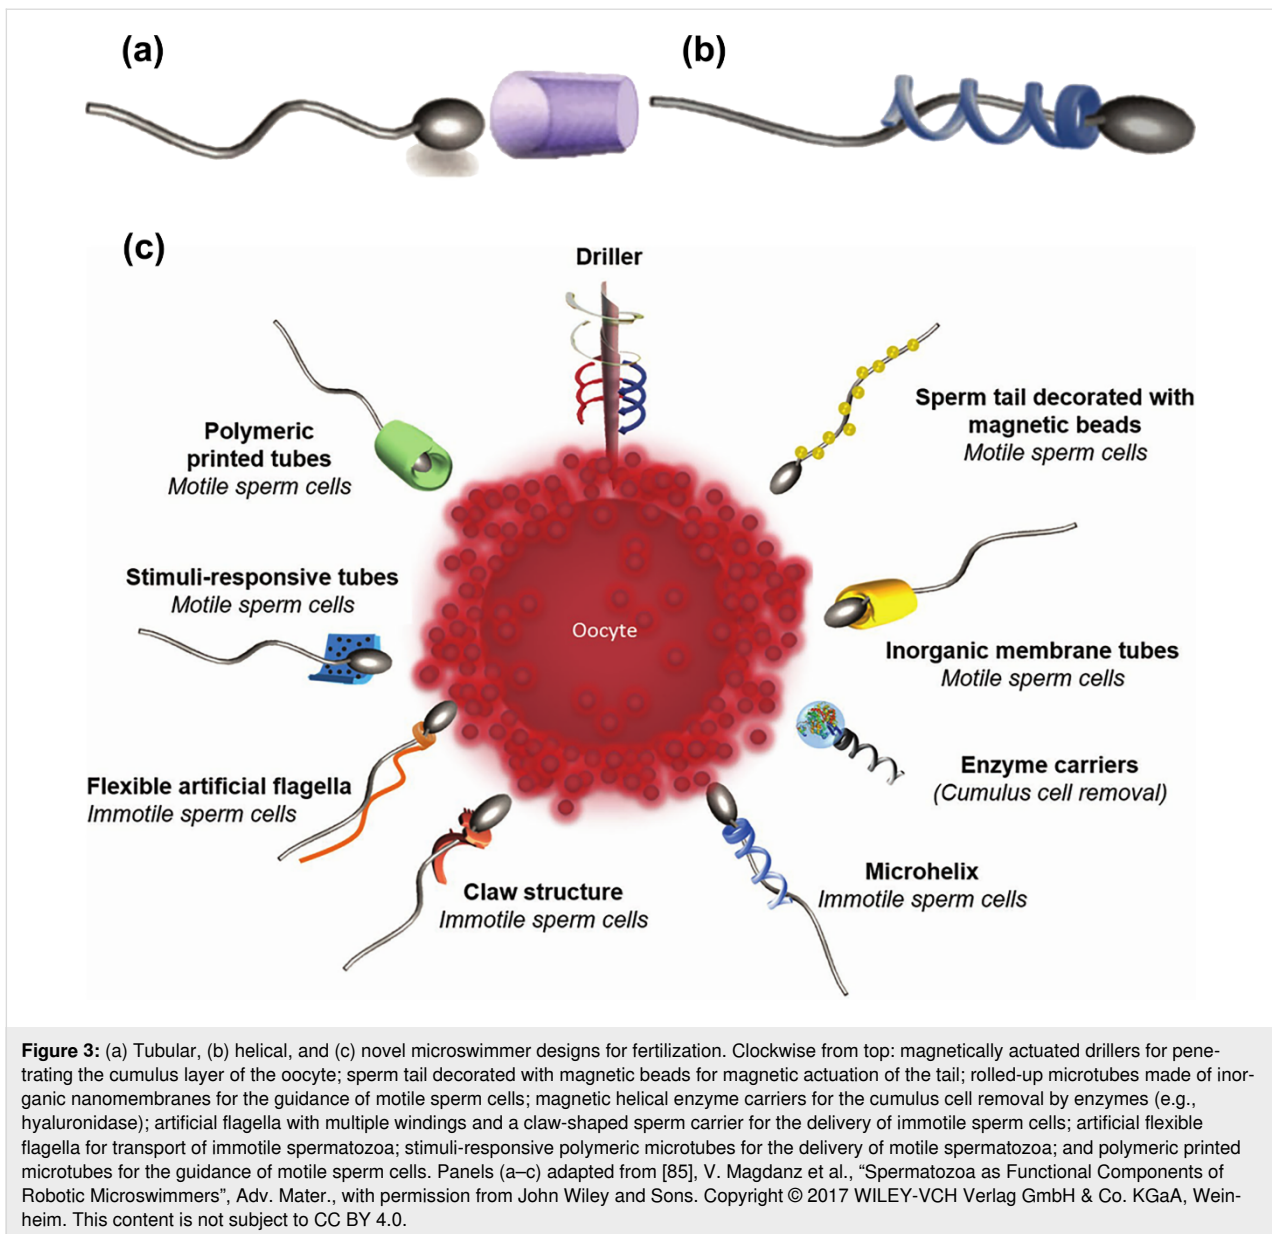 (a)
(b)
(c)
Driller
Sperm tail decorated with
magnetic beads
Motile sperm cells
Polymeric
printed tubes
Motile sperm cells
Stimuli-responsive tubes
Motile sperm cells
Oocyte
Inorganic membrane tubes
Motile sperm cells
Flexible artificial flagella
Immotile sperm cells
Enzyme carriers
(Cumulus cell removal)
Claw structure
Immotile sperm cells
Microhelix
Immotile sperm cells
Figure 3: (a) Tubular, (b) helical, and (c) novel microswimmer designs for fertilization. Clockwise from top: magnetically actuated drillers for pene-
trating the cumulus layer of the oocyte; sperm tail decorated with magnetic beads for magnetic actuation of the tail; rolled-up microtubes made of inor-
ganic nanomembranes for the guidance of motile sperm cells; magnetic helical enzyme carriers for the cumulus cell removal by enzymes (e.g.,
hyaluronidase); artificial flagella with multiple windings and a claw-shaped sperm carrier for the delivery of immotile sperm cells; artificial flexible
flagella for transport of immotile spermatozoa; stimuli-responsive polymeric microtubes for the delivery of motile spermatozoa; and polymeric printed
microtubes for the guidance of motile sperm cells. Panels (a–c) adapted from [85], V. Magdanz et al., “Spermatozoa as Functional Components of
Robotic Microswimmers”, Adv. Mater., with permission from John Wiley and Sons. Copyright © 2017 WILEY-VCH Verlag GmbH & Co. KGaA, Wein-
heim. This content is not subject to CC BY 4.0.